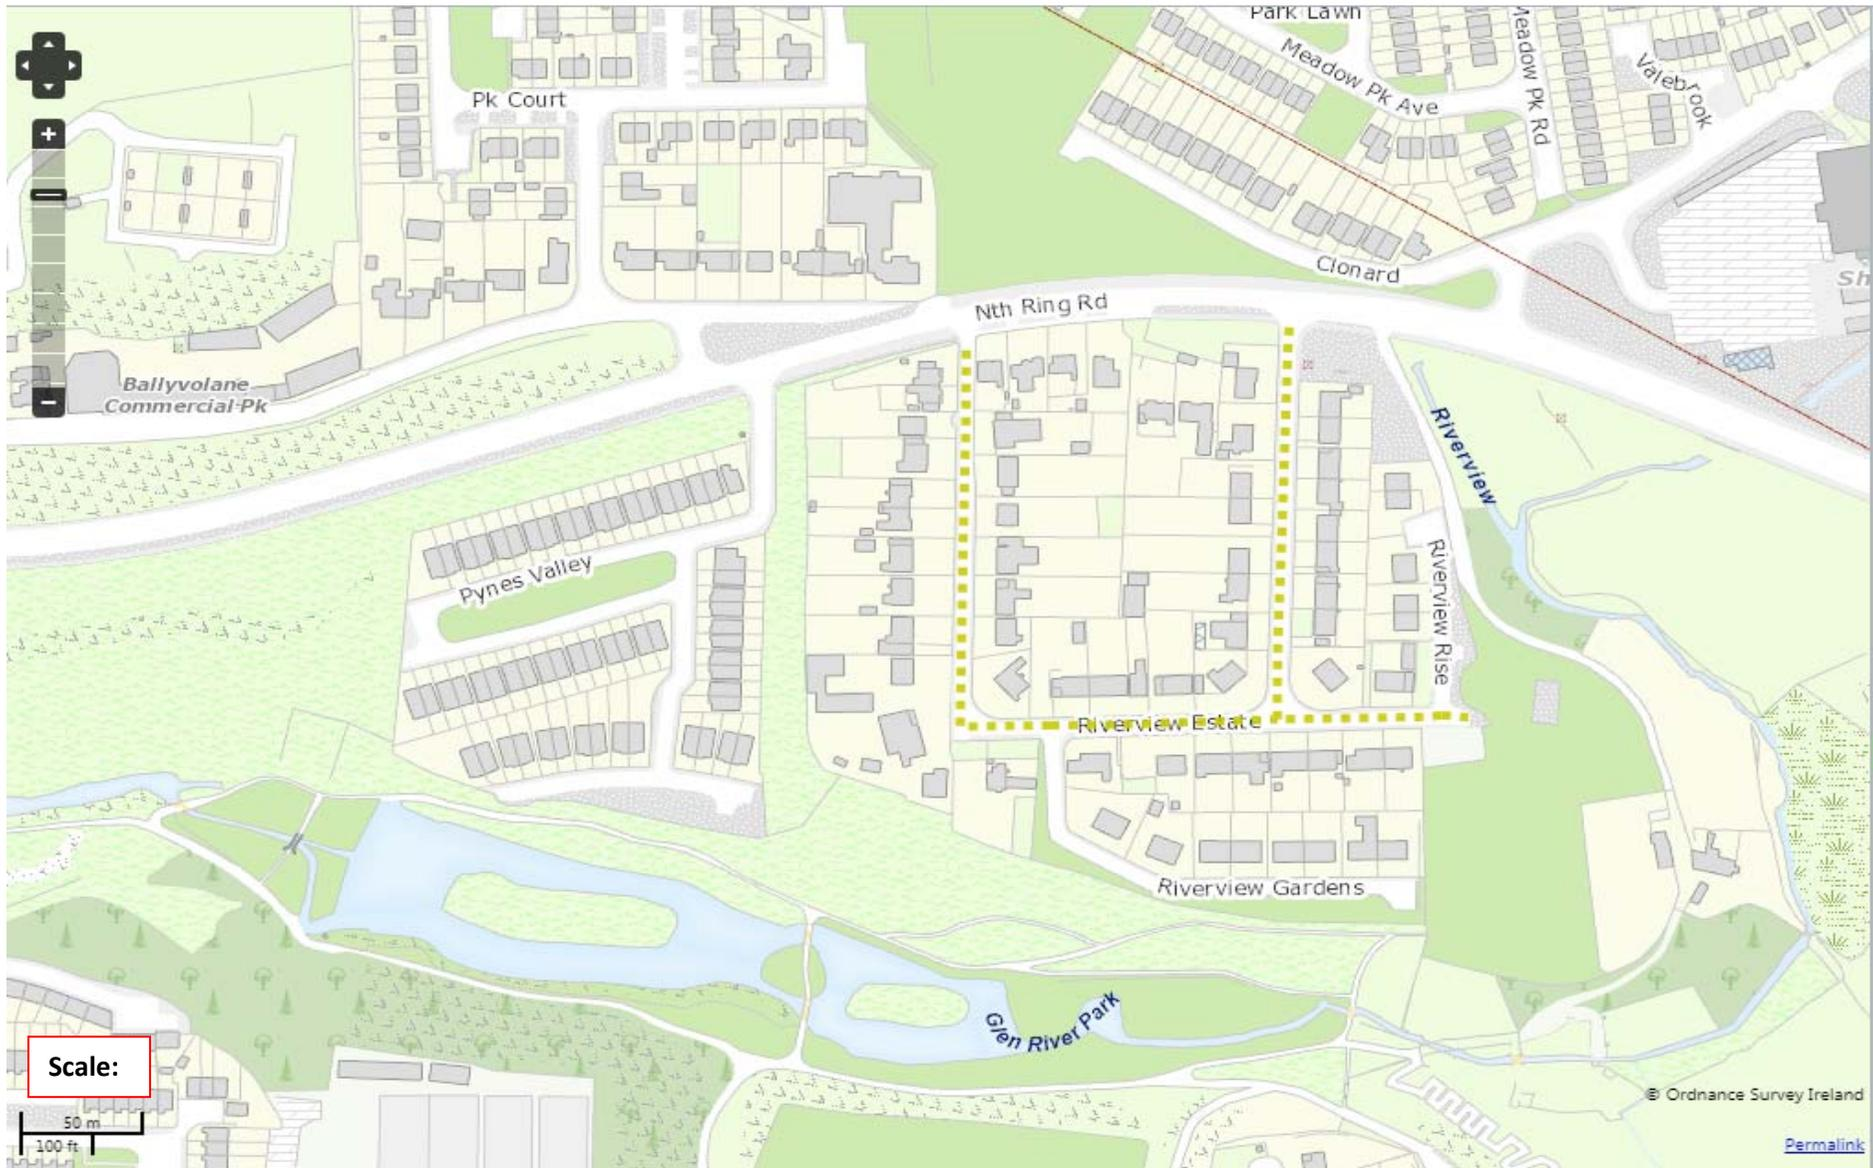 Park Lawn
Meadow Pk Ave
Meadow Pk Rd
Valebrook
Pk Court
Clonard
Sh
Nth Ring Rd
Ballyvolane
Commercial Pk
Riverview
Pynes Valley
Riverview Rise
Riverview Estate
Riverview Gardens
Glen River Park
Scale:
50 m
100 ft
© Ordnance Survey Ireland
Permalink